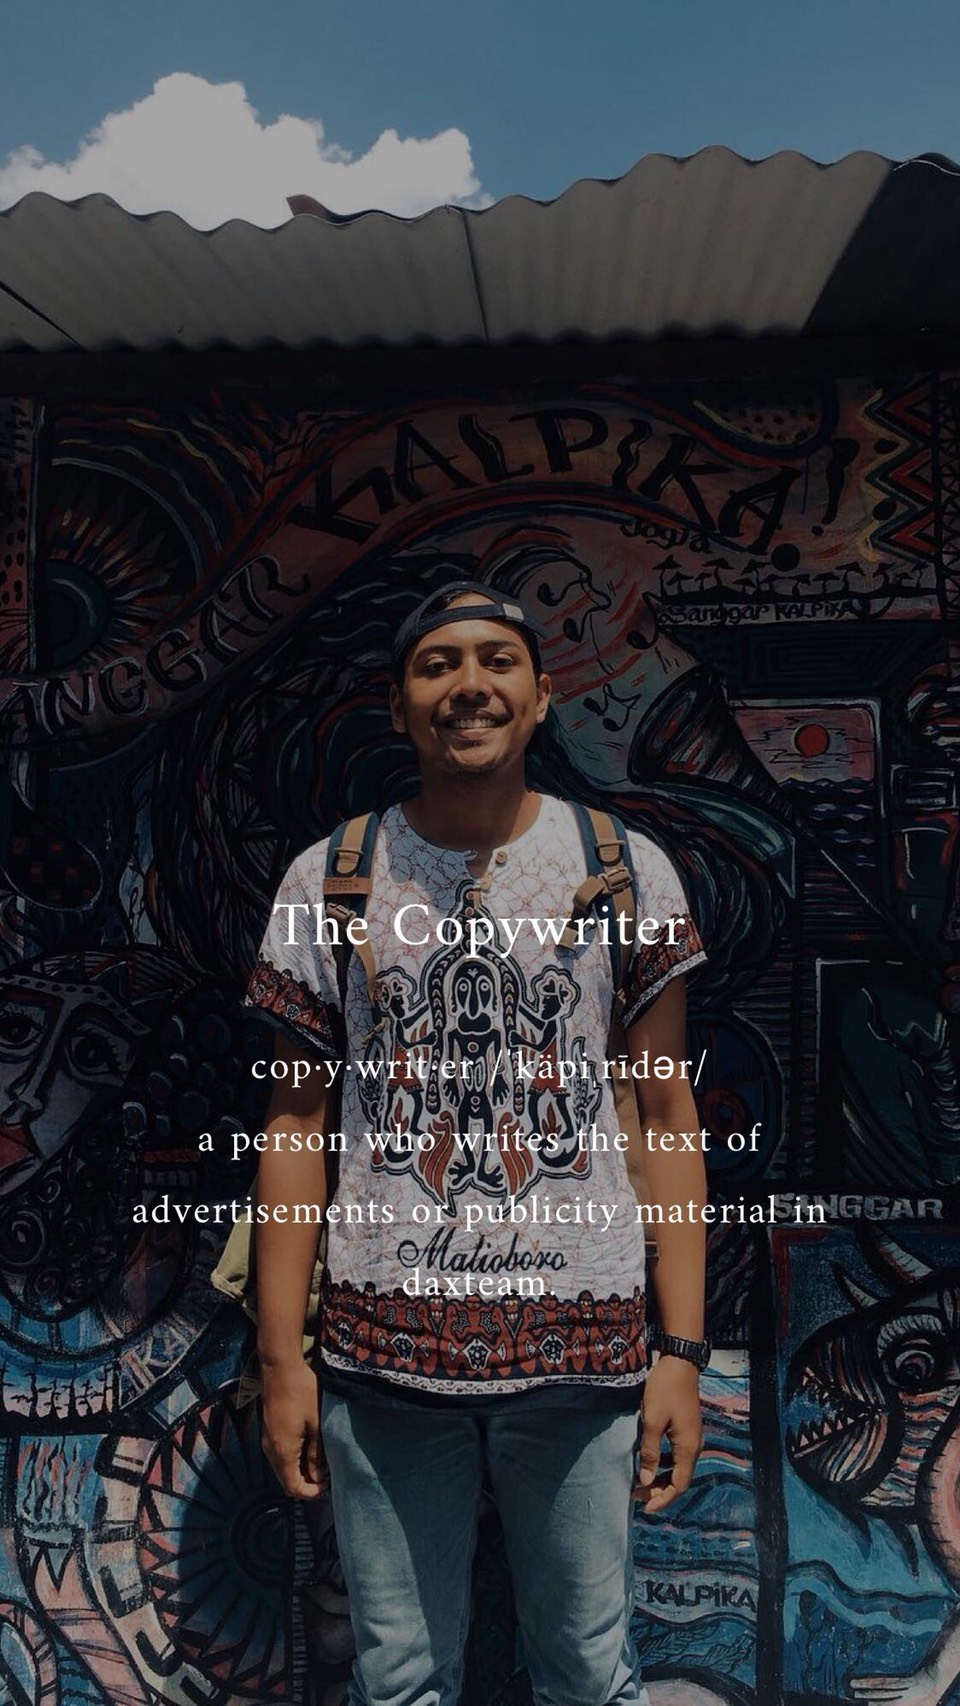 SANGGAR KALPIKA!
Jogja
Sanggar KALPIKA
The Copywriter
cop·y·writ·er /ˈkäpiˌrīdər/
a person who writes the text of
advertisements or publicity material in
SANGGAR
Malioboro
daxteam.
KALPIKA